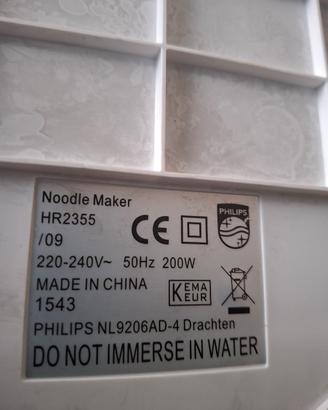 Noodle Maker
HR2355
/09
CE
PHILIPS
220-240V~ 50Hz 200W
MADE IN CHINA
1543
KEMA
EUR
PHILIPS NL9206AD-4 Drachten
DO NOT IMMERSE IN WATER